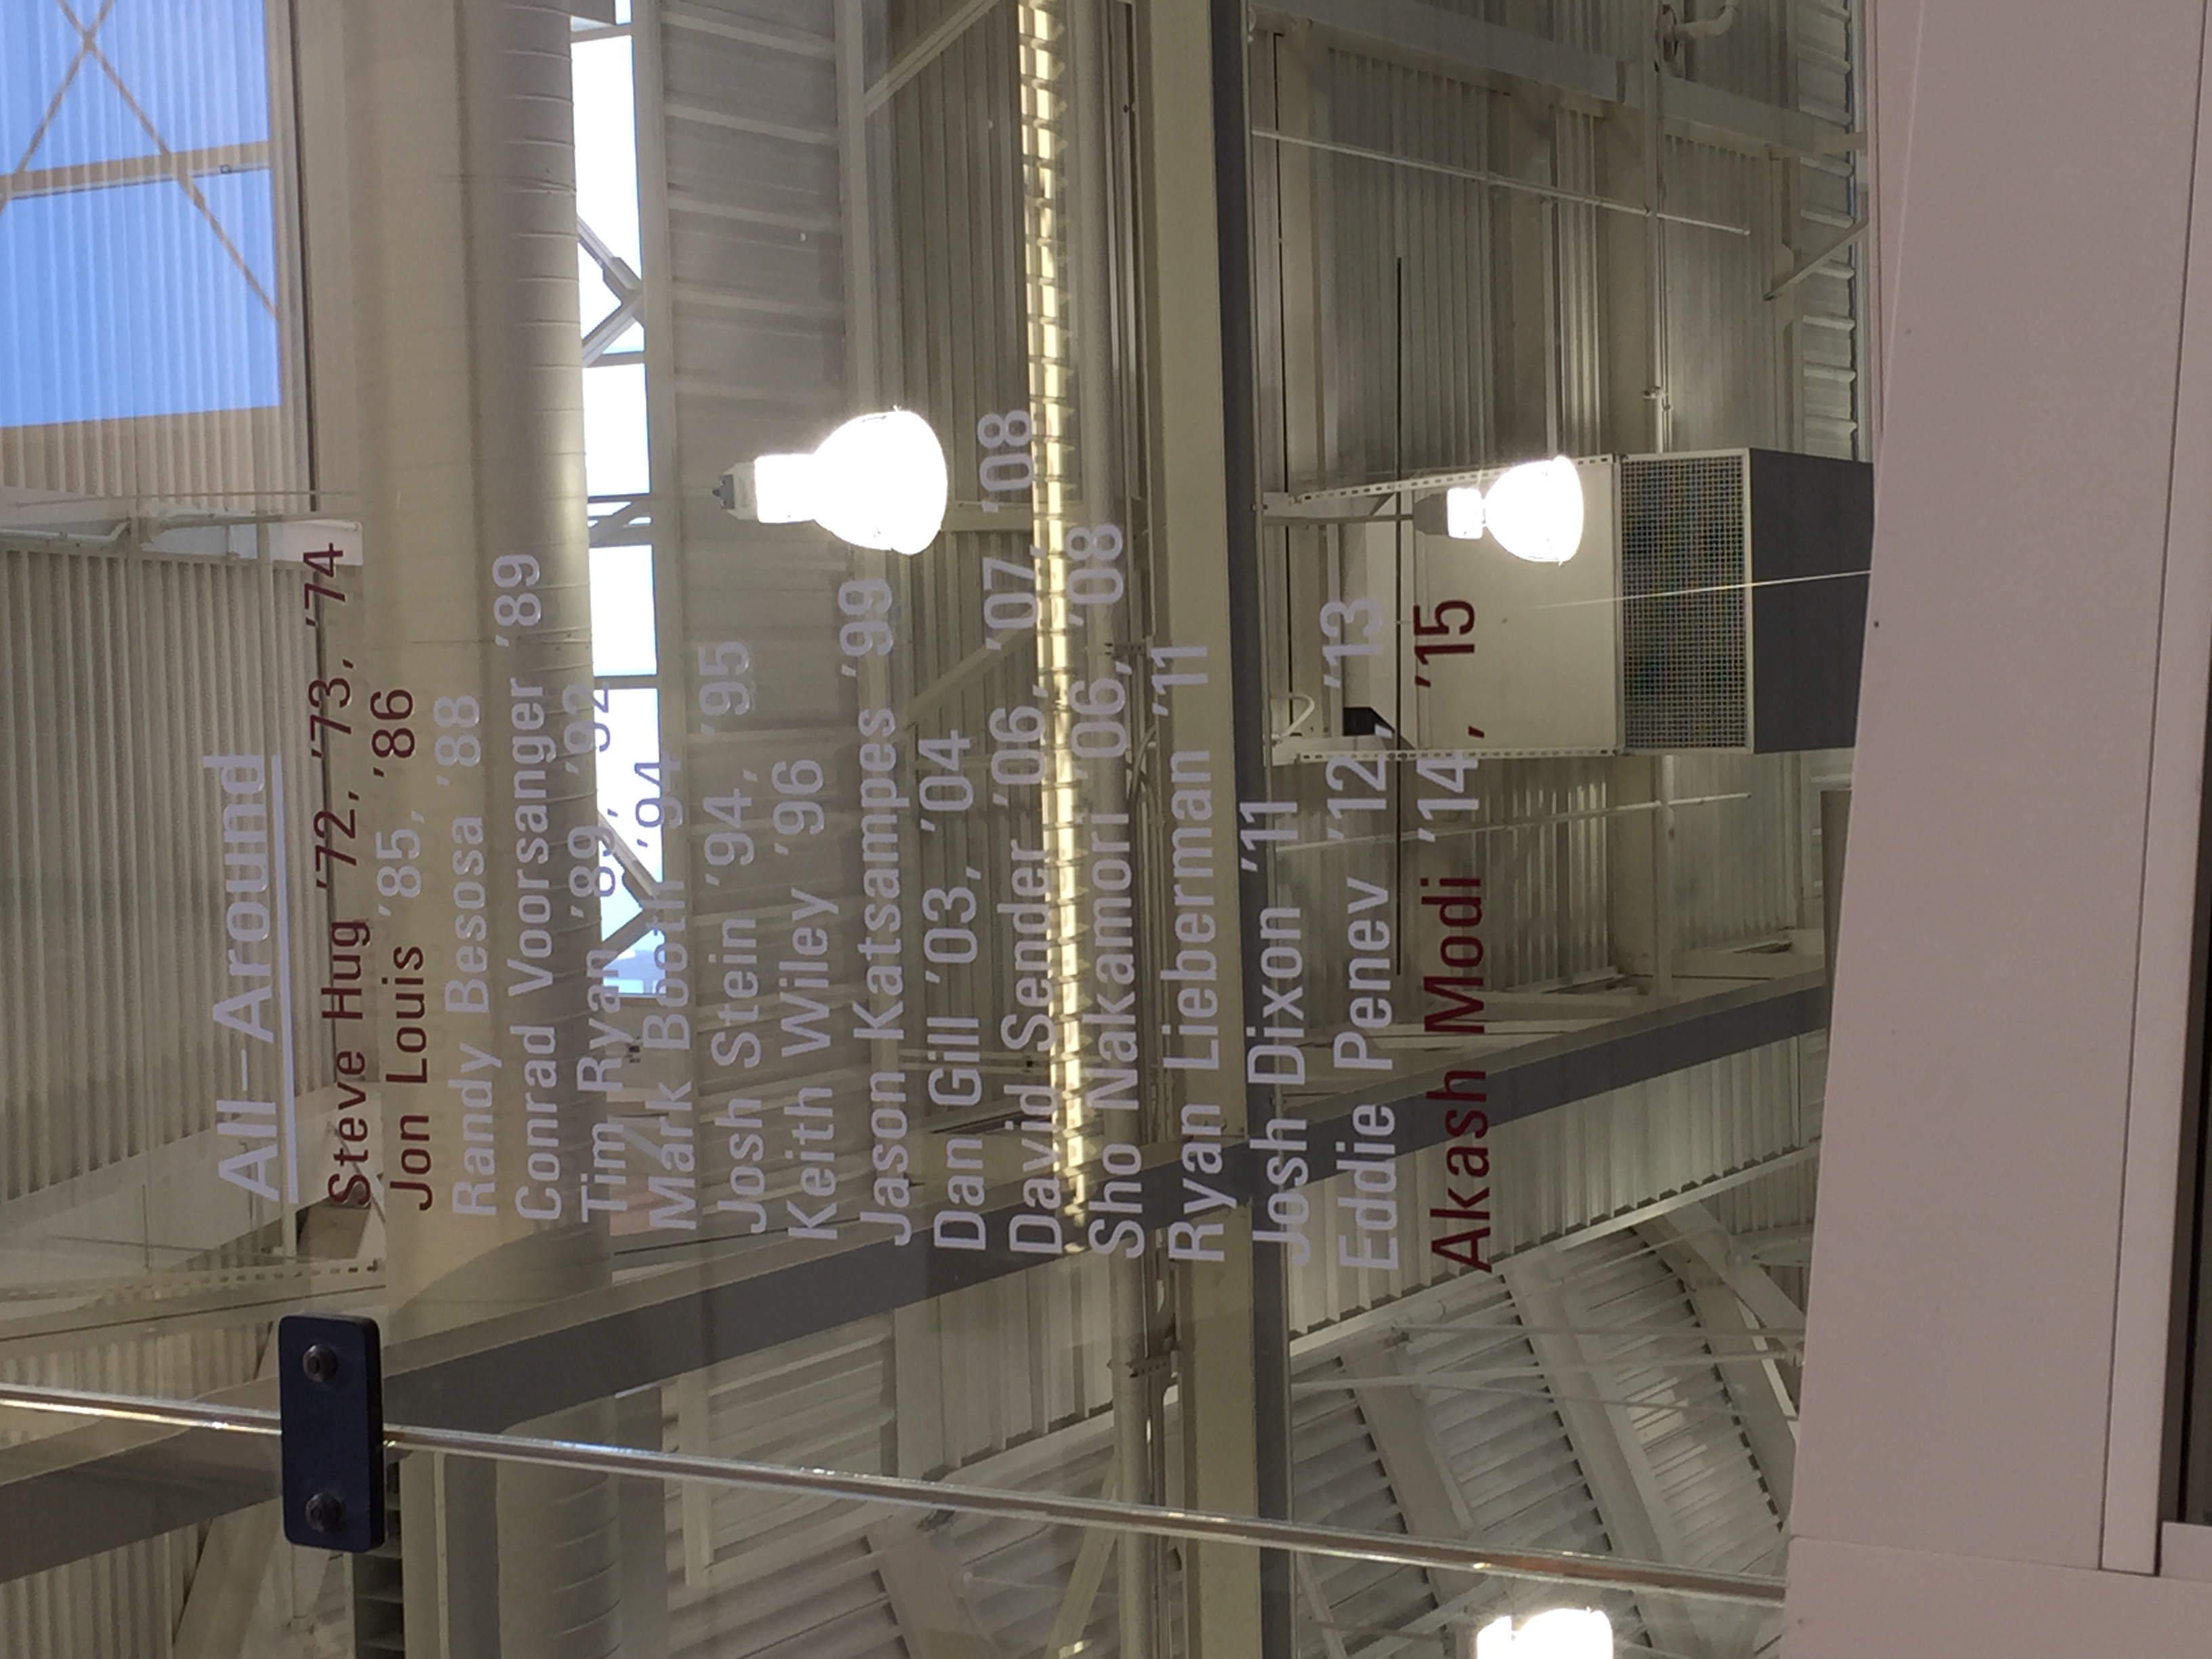 All-Around
Steve Hug '72, '73, '74
Jon Louis '85, '86
Randy Besosa '88
Conrad Voorsanger '89
Tim Ryan '89, '92
Mark Booth '94
Josh Stein '94, '95
Keith Wiley '96
Jason Katsampes '99
Dan Gill '03, '04
David Sender '06, '07, '08
Sho Nakamori '06, '08
Ryan Lieberman '11
Josh Dixon '11
Eddie Penev '12, '13
Akash Modi '14, '15